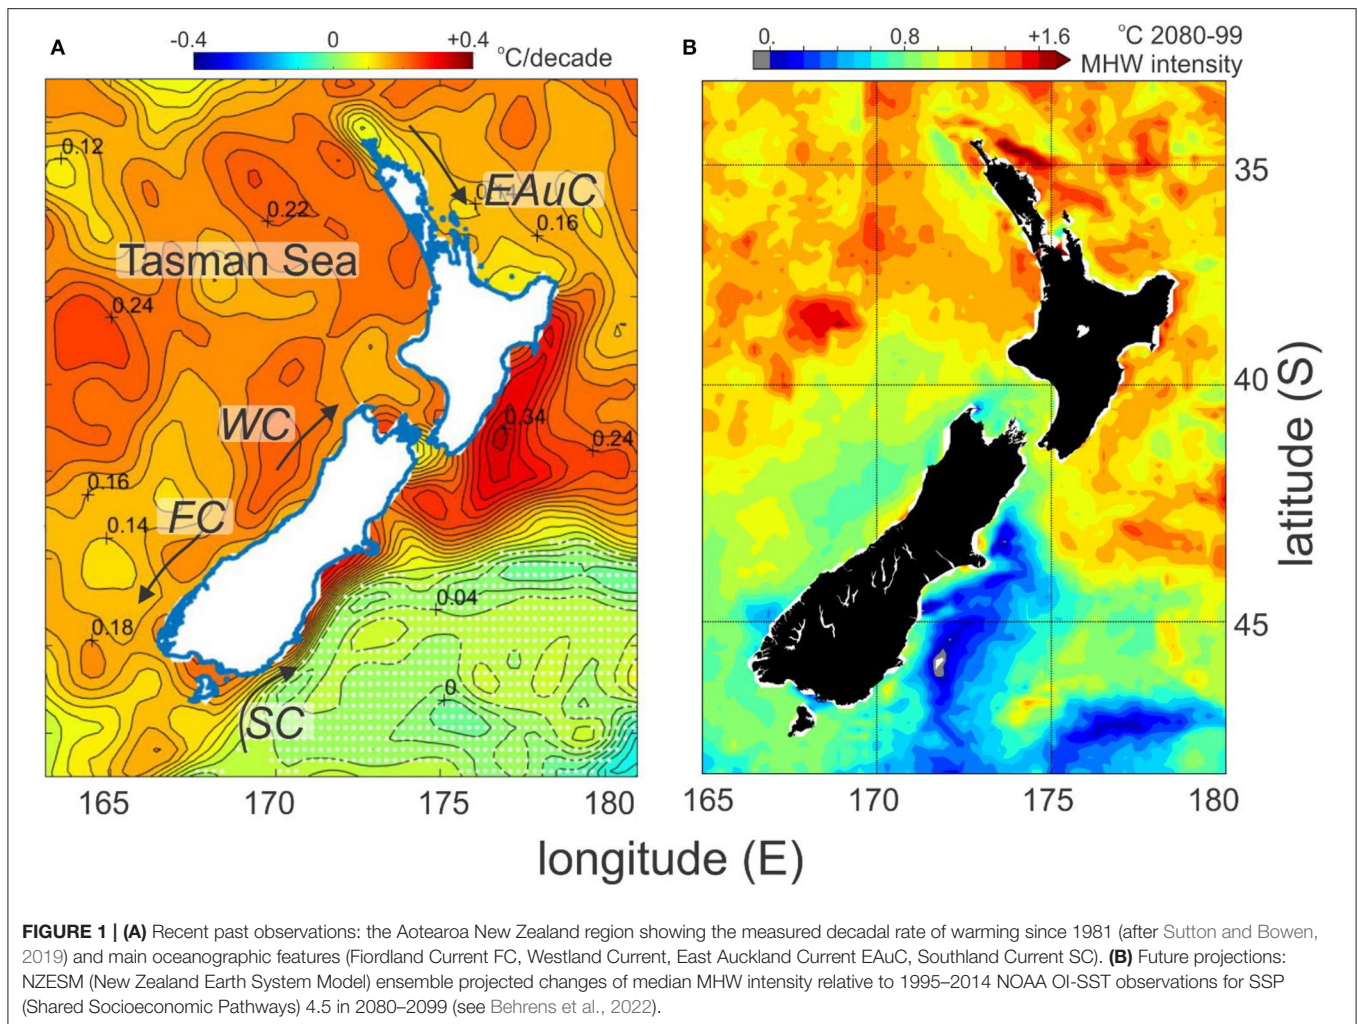 A
-0.4
0
+0.4
°C/decade
B
0.
0.8
+1.6
°C 2080-99
MHW intensity
0.12
EAuC
0.22
0.16
Tasman Sea
0.24
WC
0.34
0.24
0.16
FC
0.14
0.04
0.18
0
SC
35
40
45
latitude (S)
165
170
175
180
165
170
175
180
longitude (E)
FIGURE 1 | (A) Recent past observations: the Aotearoa New Zealand region showing the measured decadal rate of warming since 1981 (after Sutton and Bowen,
2019) and main oceanographic features (Fiordland Current FC, Westland Current, East Auckland Current EAuC, Southland Current SC). (B) Future projections:
NZESM (New Zealand Earth System Model) ensemble projected changes of median MHW intensity relative to 1995–2014 NOAA OI-SST observations for SSP
(Shared Socioeconomic Pathways) 4.5 in 2080–2099 (see Behrens et al., 2022).